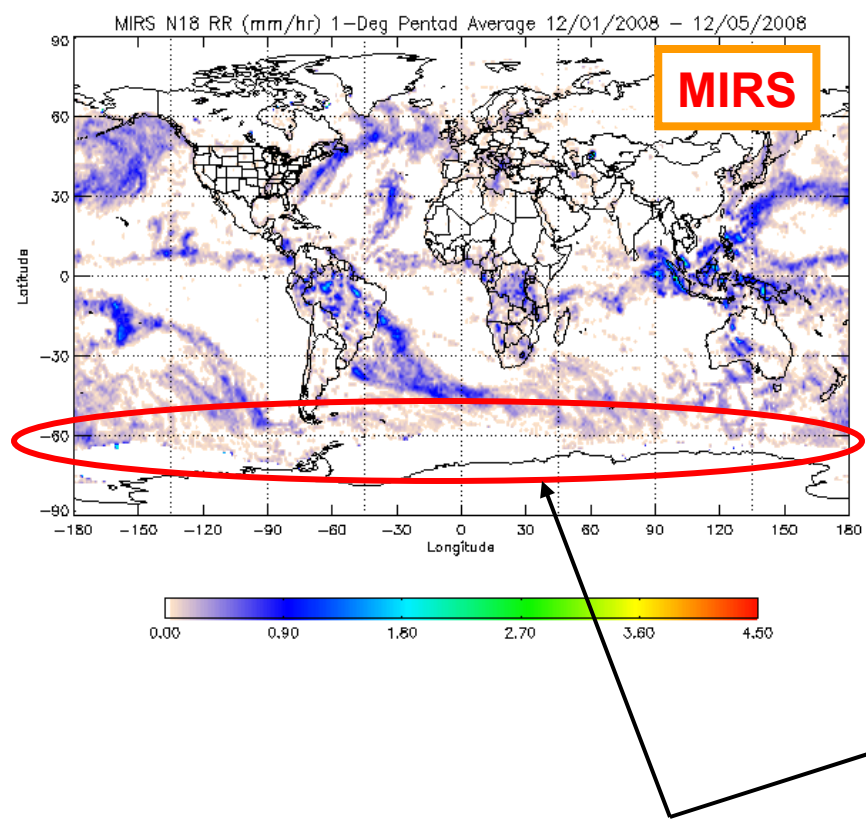 MIRS N18 RR (mm/hr) 1-Deg Pentad Average 12/01/2008 - 12/05/2008
MIRS
90
60
30
0
-30
-60
-90
Latitude
-180 -150 -120 -90 -60 -30 0 30 60 90 120 150 180
Longitude
0.00 0.90 1.80 2.70 3.60 4.50